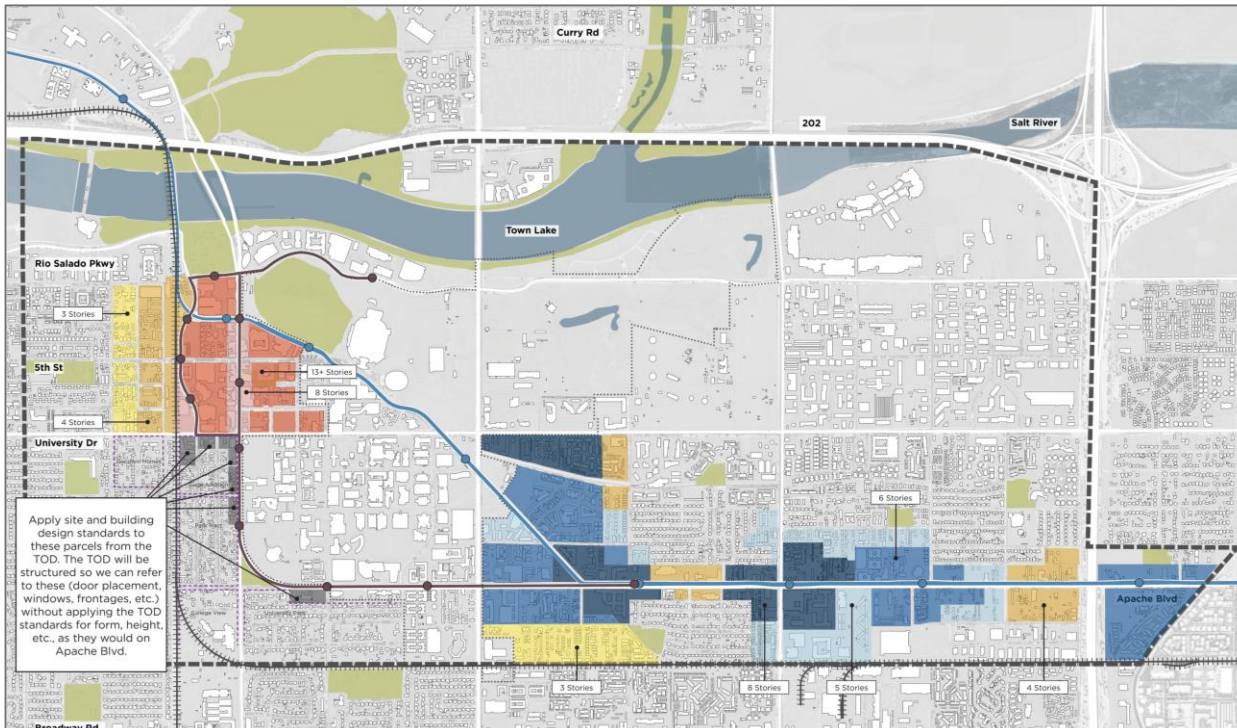 Curry Rd
202
Salt River
Town Lake
Rio Salado Pkwy
3 Stories
5th St
13+ Stories
8 Stories
4 Stories
University Dr
6 Stories
Apply site and building
design standards to
these parcels from the
TOD. The TOD will be
structured so we can refer
to these (door placement,
windows, frontages, etc.)
without applying the TOD
standards for form, height,
etc., as they would on
Apache Blvd.
Apache Blvd
3 Stories
8 Stories
5 Stories
4 Stories
Broadway Rd